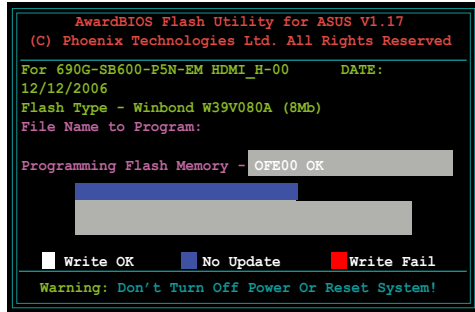 AwardBIOS Flash Utility for ASUS V1.17
(C) Phoenix Technologies Ltd. All Rights Reserved
For 690G-SB600-P5N-EM HDMI_H-00 DATE:
12/12/2006
Flash Type - Winbond W39V080A (8Mb)
File Name to Program:
Programming Flash Memory - OFE00 OK
Write OK No Update Write Fail
Warning: Don't Turn Off Power Or Reset System!